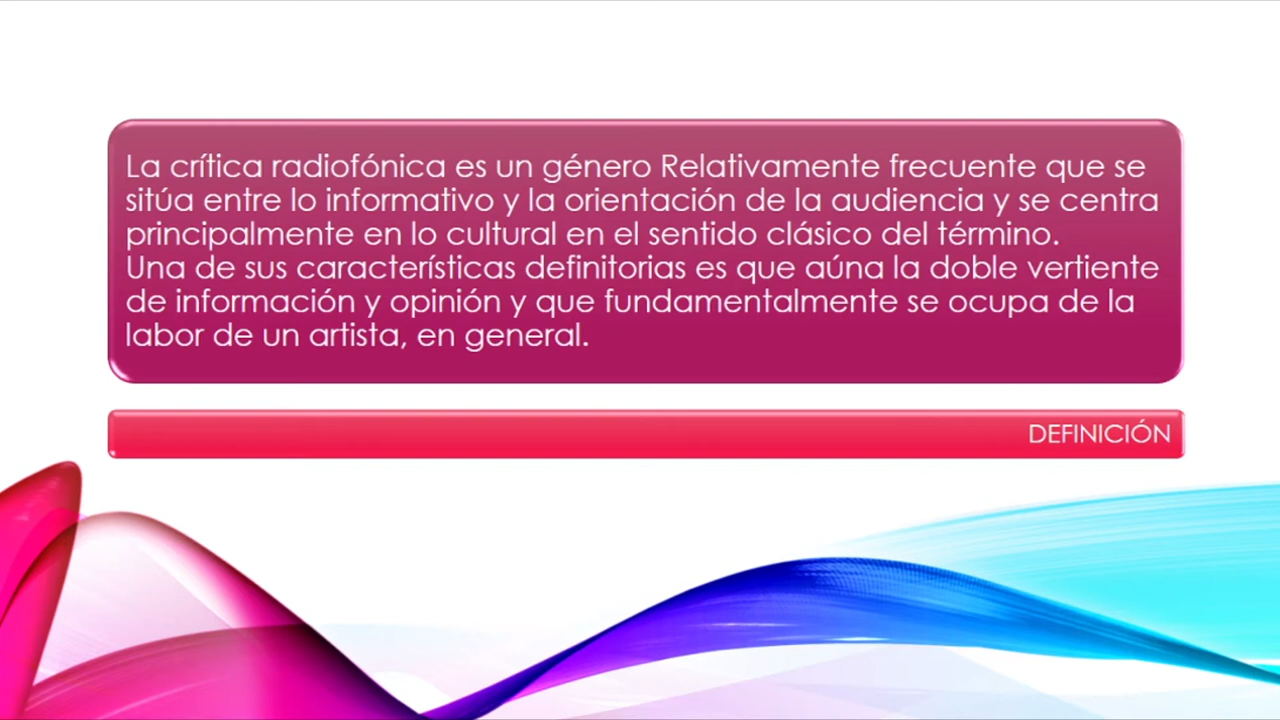 La crítica radiofónica es un género Relativamente frecuente que se
sitúa entre lo informativo y la orientación de la audiencia y se centra
principalmente en lo cultural en el sentido clásico del término.
Una de sus características definitorias es que aúna la doble vertiente
de información y opinión y que fundamentalmente se ocupa de la
labor de un artista, en general.
DEFINICIÓN